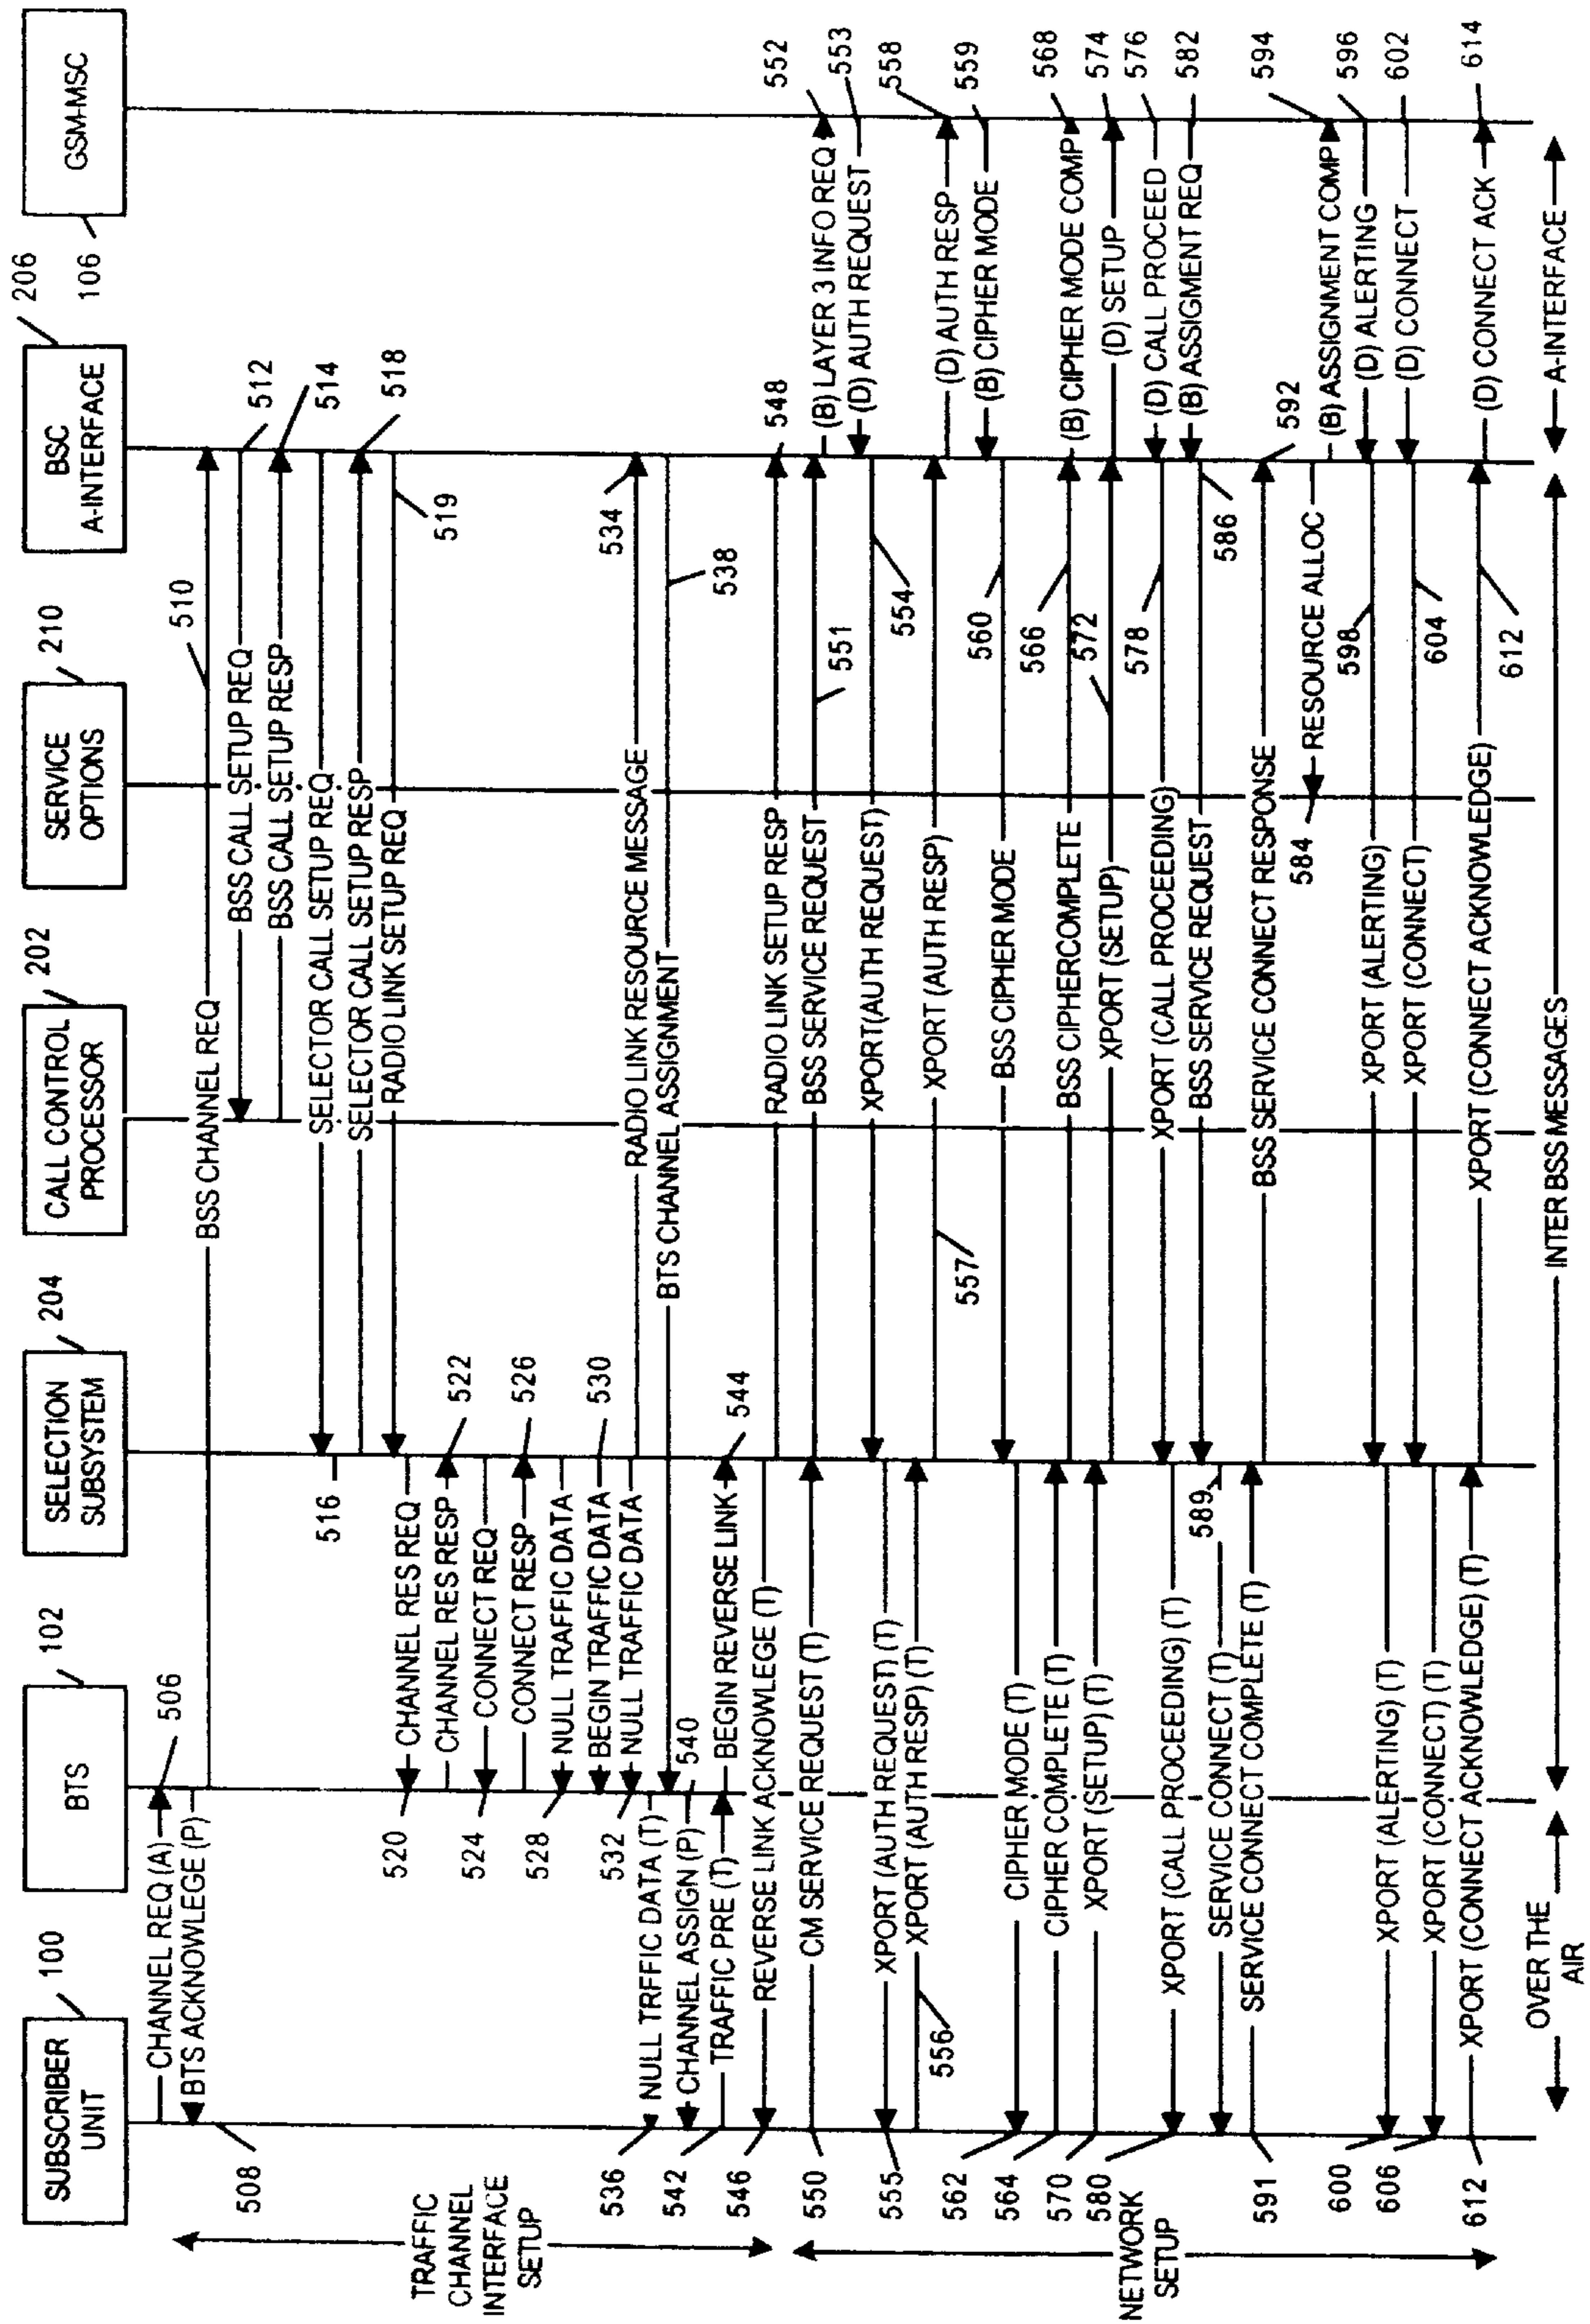 SUBSCRIBER
UNIT
100
BTS
102
SELECTION
SUBSYSTEM
204
CALL CONTROL
PROCESSOR
202
SERVICE
OPTIONS
210
BSC
A-INTERFACE
206
GSM-MSC
106
CHANNEL REQ (A)
506
BTS ACKNOWLEGE (P)
508
BSS CHANNEL REQ
510
BSS CALL SETUP REQ
512
BSS CALL SETUP RESP
514
SELECTOR CALL SETUP REQ
516
SELECTOR CALL SETUP RESP
518
RADIO LINK SETUP REQ
519
CHANNEL RES REQ
520
CHANNEL RES RESP
522
CONNECT REQ
524
CONNECT RESP
526
NULL TRAFFIC DATA
528
BEGIN TRAFFIC DATA
530
NULL TRAFFIC DATA
532
RADIO LINK RESOURCE MESSAGE
534
NULL TRFFIC DATA (T)
536
BTS CHANNEL ASSIGNMENT
538
CHANNEL ASSIGN (P)
540
542
TRAFFIC PRE (T)
BEGIN REVERSE LINK
544
REVERSE LINK ACKNOWLEGE (T)
546
RADIO LINK SETUP RESP
548
TRAFFIC
CHANNEL
INTERFACE
SETUP
CM SERVICE REQUEST (T)
550
BSS SERVICE REQUEST
551
(B) LAYER 3 INFO REQ
552
(D) AUTH REQUEST
553
XPORT(AUTH REQUEST)
554
XPORT (AUTH REQUEST) (T)
555
XPORT (AUTH RESP) (T)
556
XPORT (AUTH RESP)
557
(D) AUTH RESP
558
(B) CIPHER MODE
559
BSS CIPHER MODE
560
CIPHER MODE (T)
562
CIPHER COMPLETE (T)
564
BSS CIPHERCOMPLETE
566
(B) CIPHER MODE COMP
568
XPORT (SETUP) (T)
570
XPORT (SETUP)
572
(D) SETUP
574
(D) CALL PROCEED
576
XPORT (CALL PROCEEDING)
578
XPORT (CALL PROCEEDING) (T)
580
(B) ASSIGMENT REQ
582
BSS SERVICE REQUEST
586
SERVICE CONNECT (T)
589
SERVICE CONNECT COMPLETE (T)
591
BSS SERVICE CONNECT RESPONSE
592
RESOURCE ALLOC
584
(B) ASSIGNMENT COMP
594
(D) ALERTING
596
XPORT (ALERTING)
598
XPORT (ALERTING) (T)
600
(D) CONNECT
602
XPORT (CONNECT)
604
XPORT (CONNECT) (T)
606
XPORT (CONNECT ACKNOWLEDGE) (T)
612
XPORT (CONNECT ACKNOWLEDGE)
612
(D) CONNECT ACK
614
NETWORK
SETUP
OVER THE
AIR
INTER BSS MESSAGES
A-INTERFACE